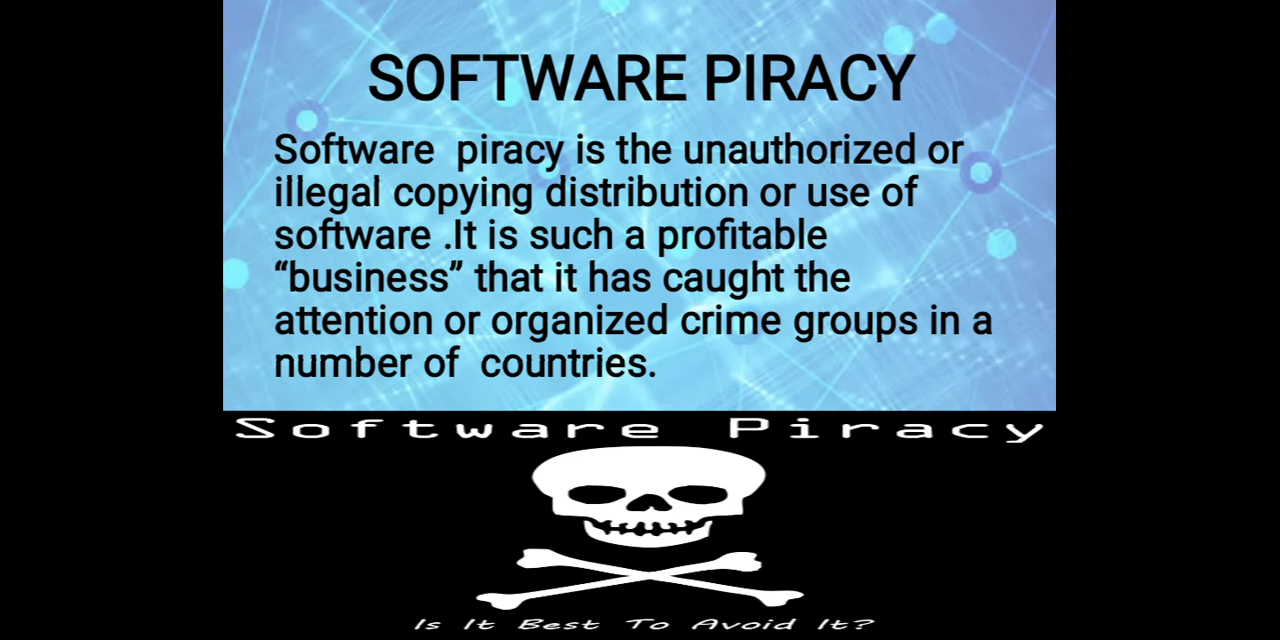 SOFTWARE PIRACY
Software  piracy is the unauthorized or
illegal copying distribution or use of
software .It is such a profitable
“business” that it has caught the
attention or organized crime groups in a
number of  countries.
Software Piracy
Is It Best To Avoid It?